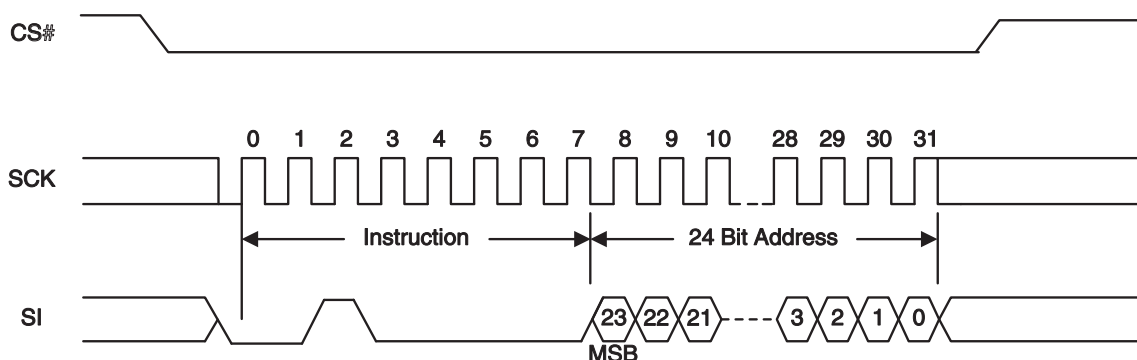 CS#
0 1 2 3 4 5 6 7 8 9 10 28 29 30 31
SCK
Instruction 24 Bit Address
SI 23 22 21 3 2 1 0
MSB